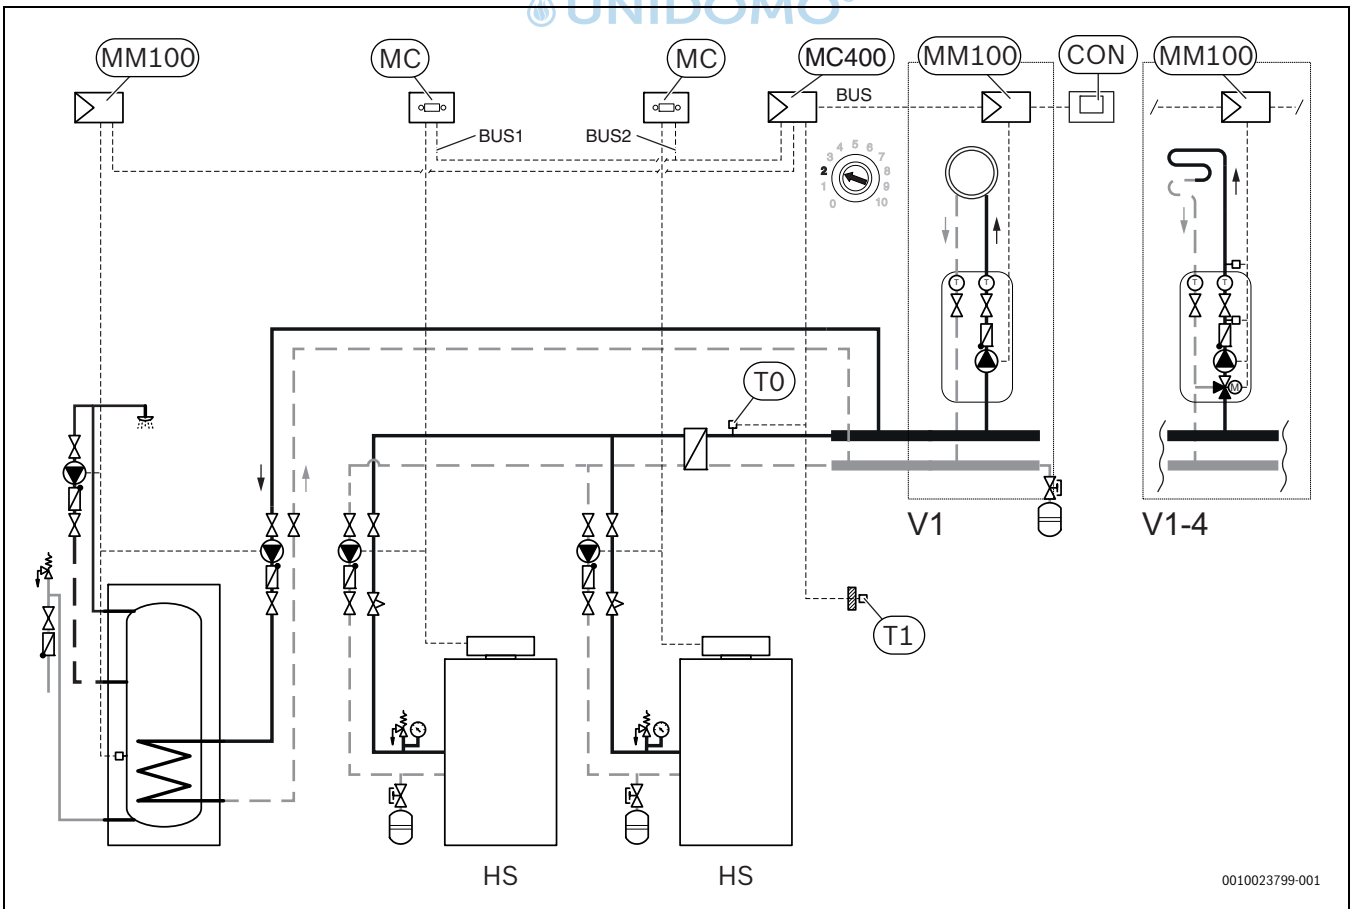 UNIDOMO®
MM100
MC
MC
MC400
MM100
CON
MM100
BUS
BUS1
BUS2
0 1 2 3 4 5 6 7 8 9 10
T T
T T
M
T0
V1
V1-4
T1
HS
HS
0010023799-001